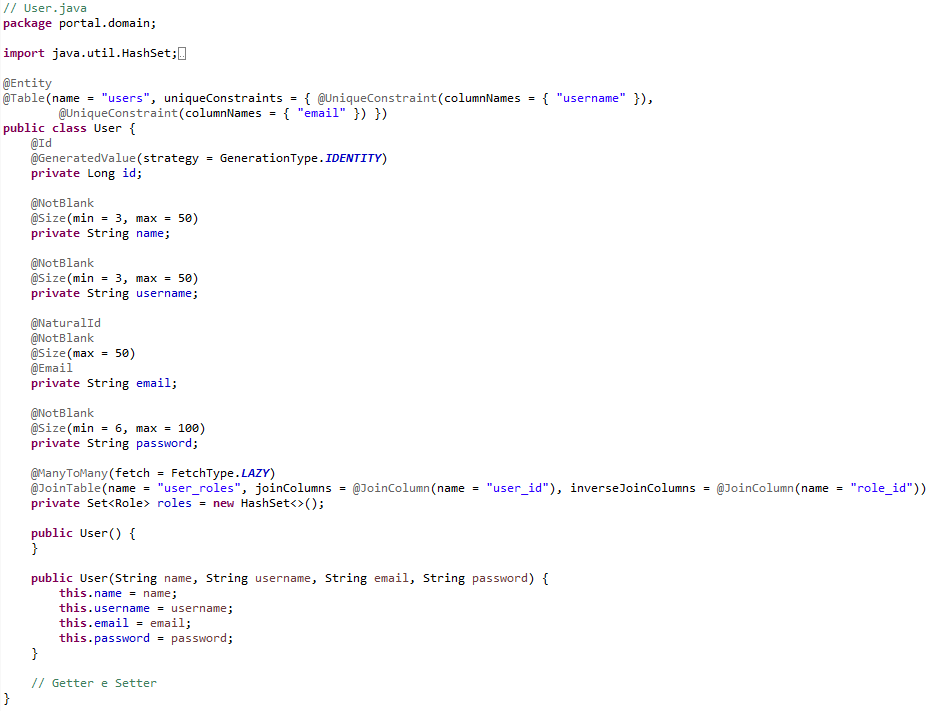 // User.java
package portal.domain;
import java.util.HashSet;
@Entity
@Table(name = "users", uniqueConstraints = { @UniqueConstraint(columnNames = { "username" }),
        @UniqueConstraint(columnNames = { "email" }) })
public class User {
    @Id
    @GeneratedValue(strategy = GenerationType.IDENTITY)
    private Long id;
    @NotBlank
    @Size(min = 3, max = 50)
    private String name;
    @NotBlank
    @Size(min = 3, max = 50)
    private String username;
    @NaturalId
    @NotBlank
    @Size(max = 50)
    @Email
    private String email;
    @NotBlank
    @Size(min = 6, max = 100)
    private String password;
    @ManyToMany(fetch = FetchType.LAZY)
    @JoinTable(name = "user_roles", joinColumns = @JoinColumn(name = "user_id"), inverseJoinColumns = @JoinColumn(name = "role_id"))
    private Set<Role> roles = new HashSet<>();
    public User() {
    }
    public User(String name, String username, String email, String password) {
        this.name = name;
        this.username = username;
        this.email = email;
        this.password = password;
    }
    // Getter e Setter
}